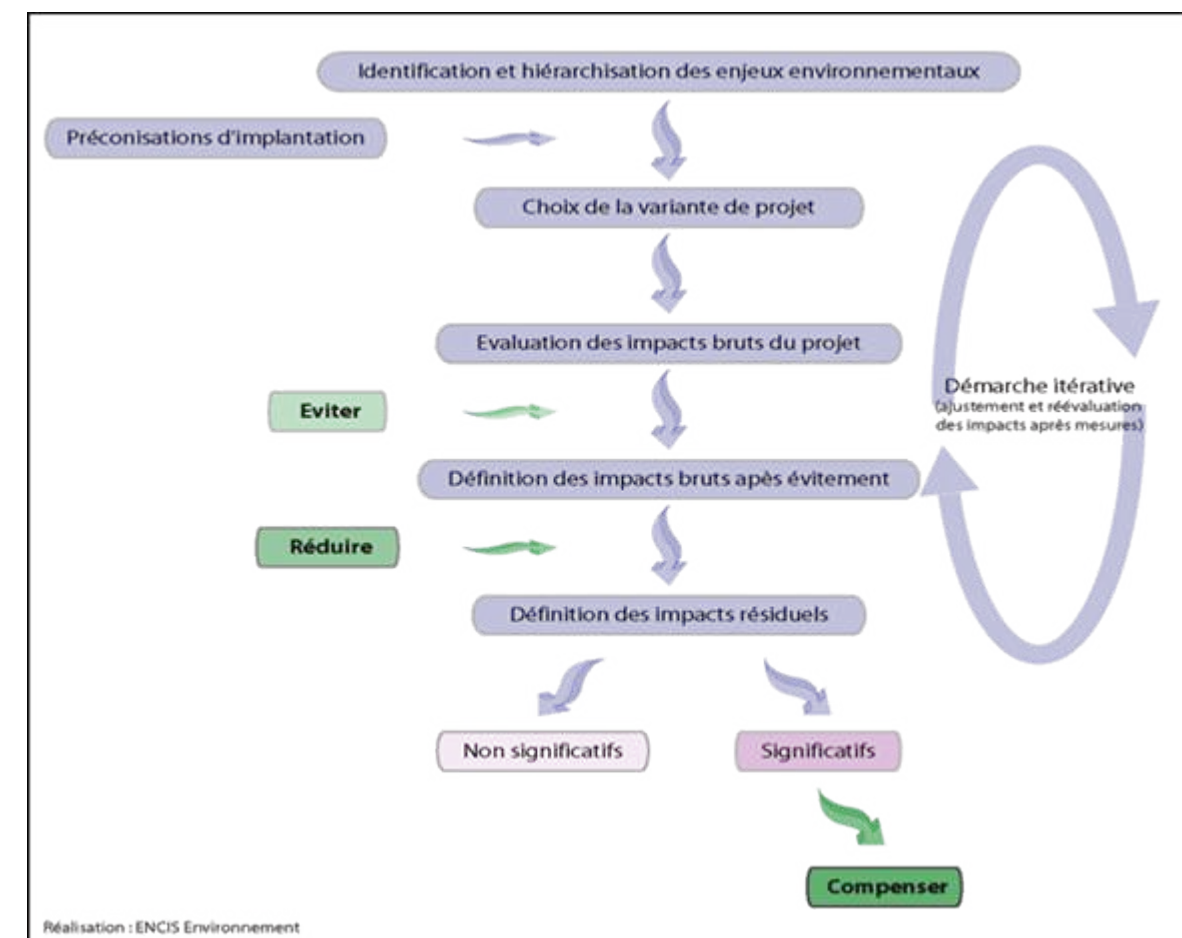 Identification et hiérarchisation des enjeux environnementaux
Préconisations d'implantation
Choix de la variante de projet
Evaluation des impacts bruts du projet
Démarche itérative
(ajustement et réévaluation
des impacts après mesures)
Eviter
Définition des impacts bruts apès évitement
Réduire
Définition des impacts résiduels
Non significatifs
Significatifs
Compenser
Réalisation : ENCIS Environnement